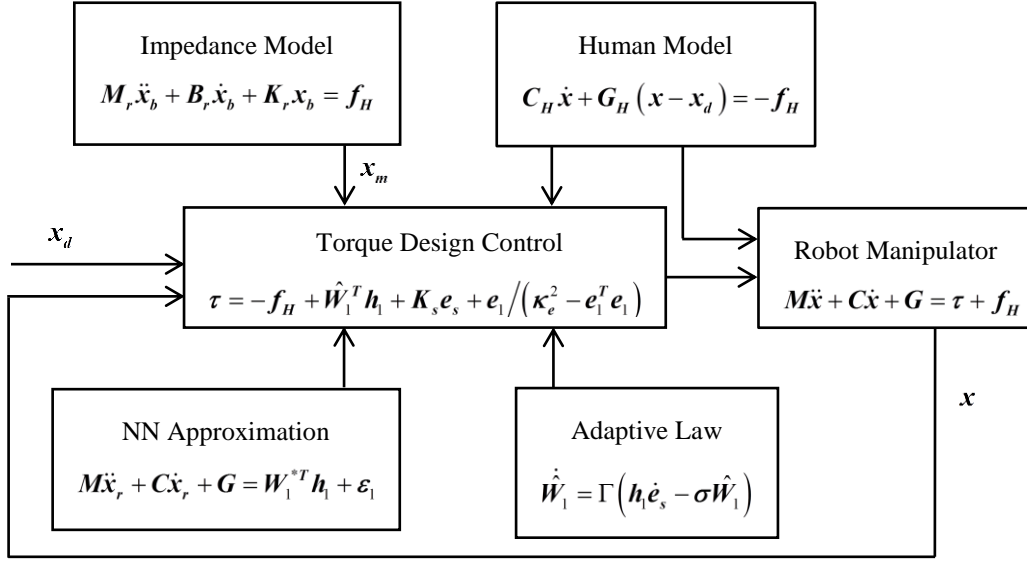 Impedance Model
M_r ẍ_b + B_r ẋ_b + K_r x_b = f_H
Human Model
C_H ẋ + G_H (x − x_d) = −f_H
x_m
x_d
Torque Design Control
τ = −f_H + Ŵ_1^T h_1 + K_s e_s + e_1/(κ_e^2 − e_1^T e_1)
Robot Manipulator
Mẍ + Cẋ + G = τ + f_H
x
NN Approximation
Mẍ_r + Cẋ_r + G = W_1^{*T} h_1 + ε_1
Adaptive Law
\dot{Ŵ}_1 = Γ(h_1 ė_s − σŴ_1)